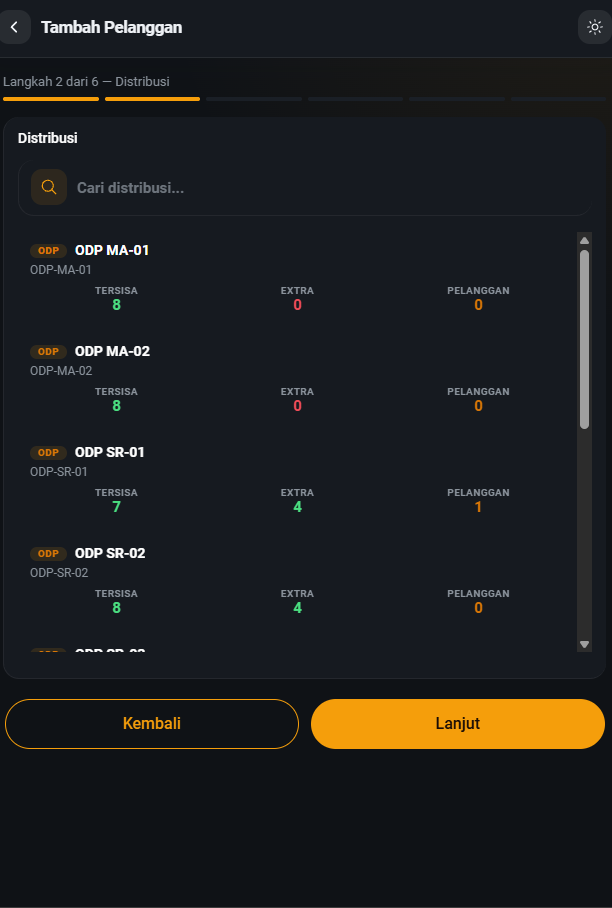 Tambah Pelanggan
Langkah 2 dari 6 — Distribusi
Distribusi
Cari distribusi...
ODP ODP MA-01
ODP-MA-01
TERSISA EXTRA PELANGGAN
8 0 0
ODP ODP MA-02
ODP-MA-02
TERSISA EXTRA PELANGGAN
8 0 0
ODP ODP SR-01
ODP-SR-01
TERSISA EXTRA PELANGGAN
7 4 1
ODP ODP SR-02
ODP-SR-02
TERSISA EXTRA PELANGGAN
8 4 0
Kembali Lanjut